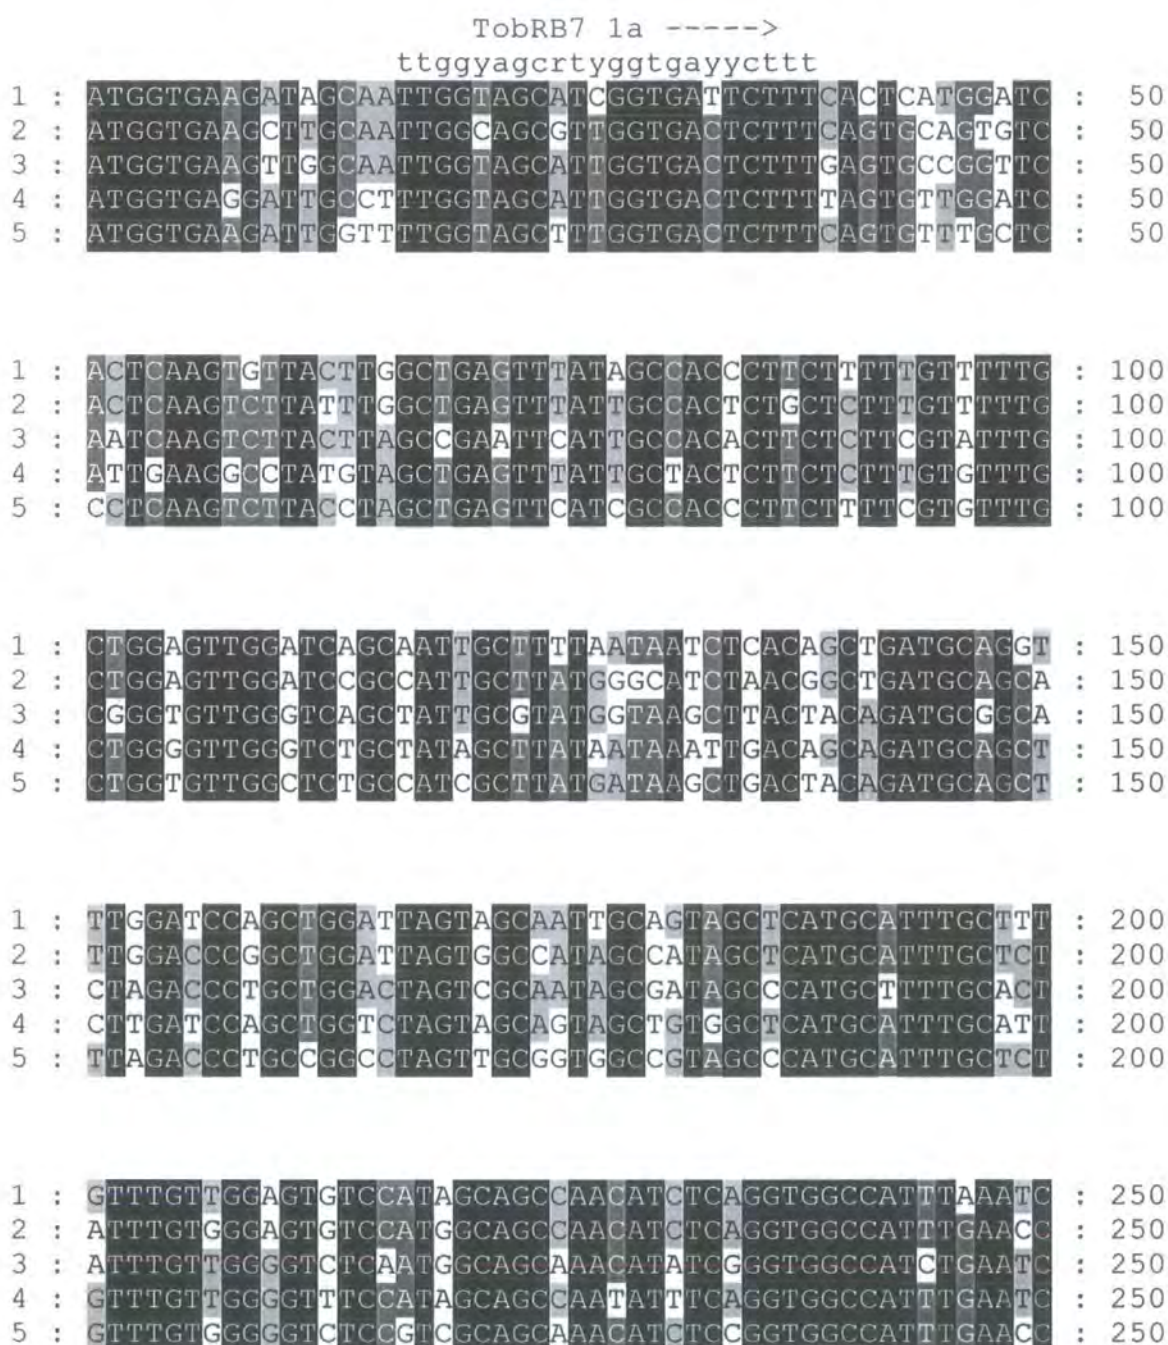 TobRB7 1a ----->
ttggyagcrtyggtgayycttt
1 : ATGGTGAAGATAGCAATTGGTAGCATCGGTGATTCTTTCACTCATGGATC : 50
2 : ATGGTGAAGCTTGCAATTGGCAGCGTTGGTGACTCTTTCAGTGCAGTGTC : 50
3 : ATGGTGAAGTTGGCAATTGGTAGCATTGGTGACTCTTTGAGTGCCGGTTC : 50
4 : ATGGTGAGGATTGCCTTTGGTAGCATTGGTGACTCTTTTAGTGTTGGATC : 50
5 : ATGGTGAAGATTGGTTTTGGTAGCTTTGGTGACTCTTTCAGTGTTTGCTC : 50
1 : ACTCAAGTGTTACTTGGCTGAGTTTATAGCCACCCTTCTTTTTGTTTTTG : 100
2 : ACTCAAGTCTTATTTGGCTGAGTTTATTGCCACTCTGCTCTTTGTTTTTG : 100
3 : AATCAAGTCTTACTTAGCCGAATTCATTGCCACACTTCTCTTCGTATTTG : 100
4 : ATTGAAGGCCTATGTAGCTGAGTTTATTGCTACTCTTCTCTTTGTGTTTG : 100
5 : CCTCAAGTCTTACCTAGCTGAGTTCATCGCCACCCTTCTTTTCGTGTTTG : 100
1 : CTGGAGTTGGATCAGCAATTGCTTTTAATAATCTCACAGCTGATGCAGGT : 150
2 : CTGGAGTTGGATCCGCCATTGCTTATGGGCATCTAACGGCTGATGCAGCA : 150
3 : CGGGTGTTGGGTCAGCTATTGCGTATGGTAAGCTTACTACAGATGCGGCA : 150
4 : CTGGGGTTGGGTCTGCTATAGCTTATAATAAATTGACAGCAGATGCAGCT : 150
5 : CTGGTGTTGGCTCTGCCATCGCTTATGATAAGCTGACTACAGATGCAGCT : 150
1 : TTGGATCCAGCTGGATTAGTAGCAATTGCAGTAGCTCATGCATTTGCTTT : 200
2 : TTGGACCCGGCTGGATTAGTGGCCATAGCCATAGCTCATGCATTTGCTCT : 200
3 : CTAGACCCTGCTGGACTAGTCGCAATAGCGATAGCCCATGCTTTTGCACT : 200
4 : CTTGATCCAGCTGGTCTAGTAGCAGTAGCTGTGGCTCATGCATTTGCATT : 200
5 : TTAGACCCTGCCGGCCTAGTTGCGGTGGCCGTAGCCCATGCATTTGCTCT : 200
1 : GTTTGTTGGAGTGTCCATAGCAGCCAACATCTCAGGTGGCCATTTAAATC : 250
2 : ATTTGTGGGAGTGTCCATGGCAGCCAACATCTCAGGTGGCCATTTGAACC : 250
3 : ATTTGTTGGGGTCTCAATGGCAGCAAACATATCGGGTGGCCATCTGAATC : 250
4 : GTTTGTTGGGGTTTCCATAGCAGCCAATATTTCAGGTGGCCATTTGAATC : 250
5 : GTTTGTGGGGGTCTCCGTCGCAGCAAACATCTCCGGTGGCCATTTGAACC : 250